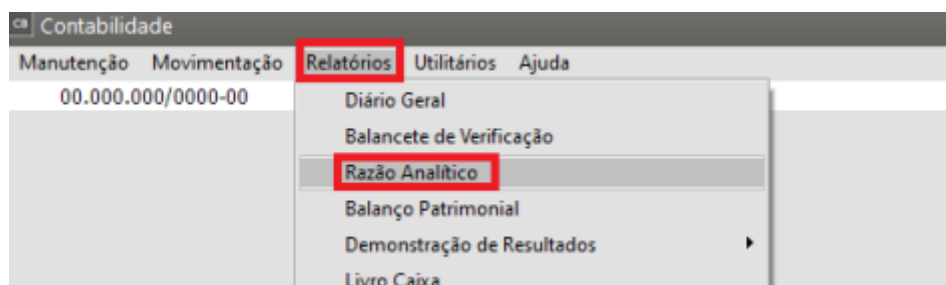 CB Contabilidade
Manutenção Movimentação Relatórios Utilitários Ajuda
00.000.000/0000-00
Diário Geral
Balancete de Verificação
Razão Analítico
Balanço Patrimonial
Demonstração de Resultados
Livro Caixa